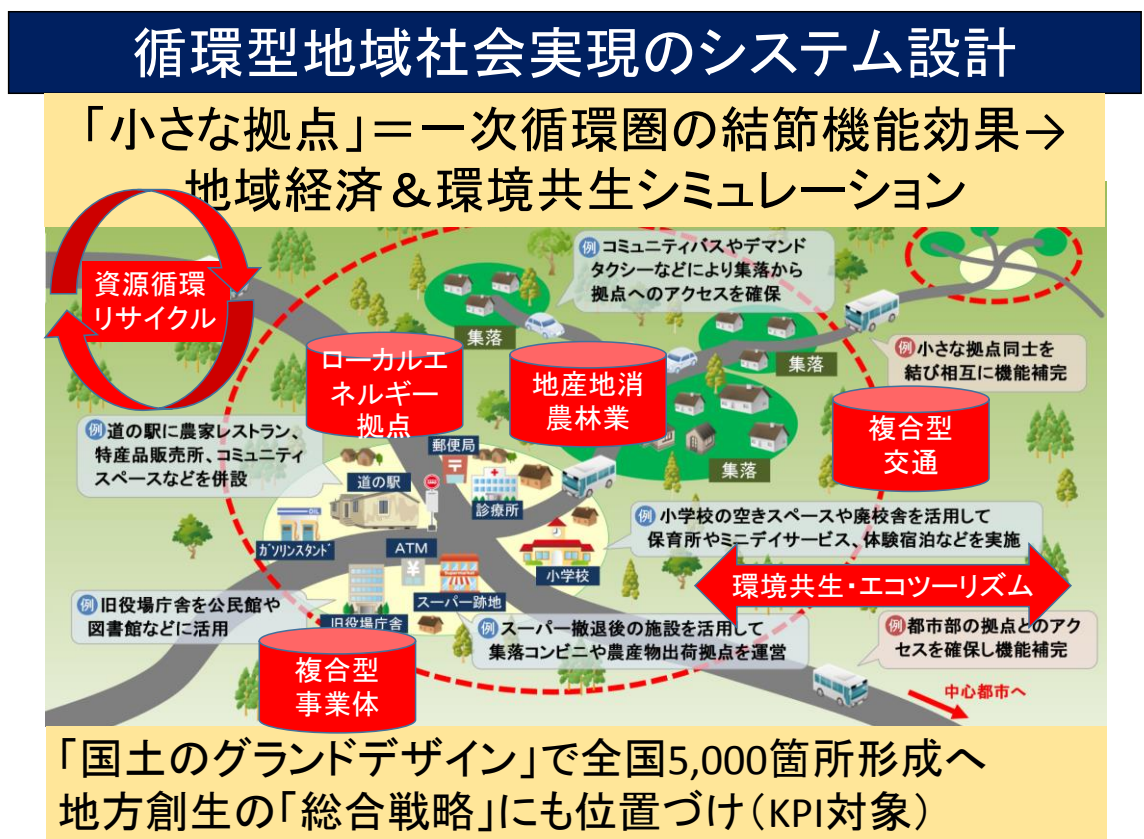 循環型地域社会実現のシステム設計
「小さな拠点」＝一次循環圏の結節機能効果→
地域経済＆環境共生シミュレーション
資源循環
リサイクル
例 コミュニティバスやデマンド
タクシーなどにより集落から
拠点へのアクセスを確保
集落
集落
集落
例 小さな拠点同士を
結び相互に機能補完
ローカルエ
ネルギー
拠点
地産地消
農林業
複合型
交通
例 道の駅に農家レストラン、
特産品販売所、コミュニティ
スペースなどを併設
郵便局
〒
道の駅
診療所
OIL
ガソリンスタンド
ATM
¥
Supermarket
スーパー跡地
小学校
例 小学校の空きスペースや廃校舎を活用して
保育所やミニデイサービス、体験宿泊などを実施
環境共生・エコツーリズム
例 旧役場庁舎を公民館や
図書館などに活用
旧役場庁舎
例 スーパー撤退後の施設を活用して
集落コンビニや農産物出荷拠点を運営
例 都市部の拠点とのアク
セスを確保し機能補完
複合型
事業体
中心都市へ
「国土のグランドデザイン」で全国5,000箇所形成へ
地方創生の「総合戦略」にも位置づけ（KPI対象）